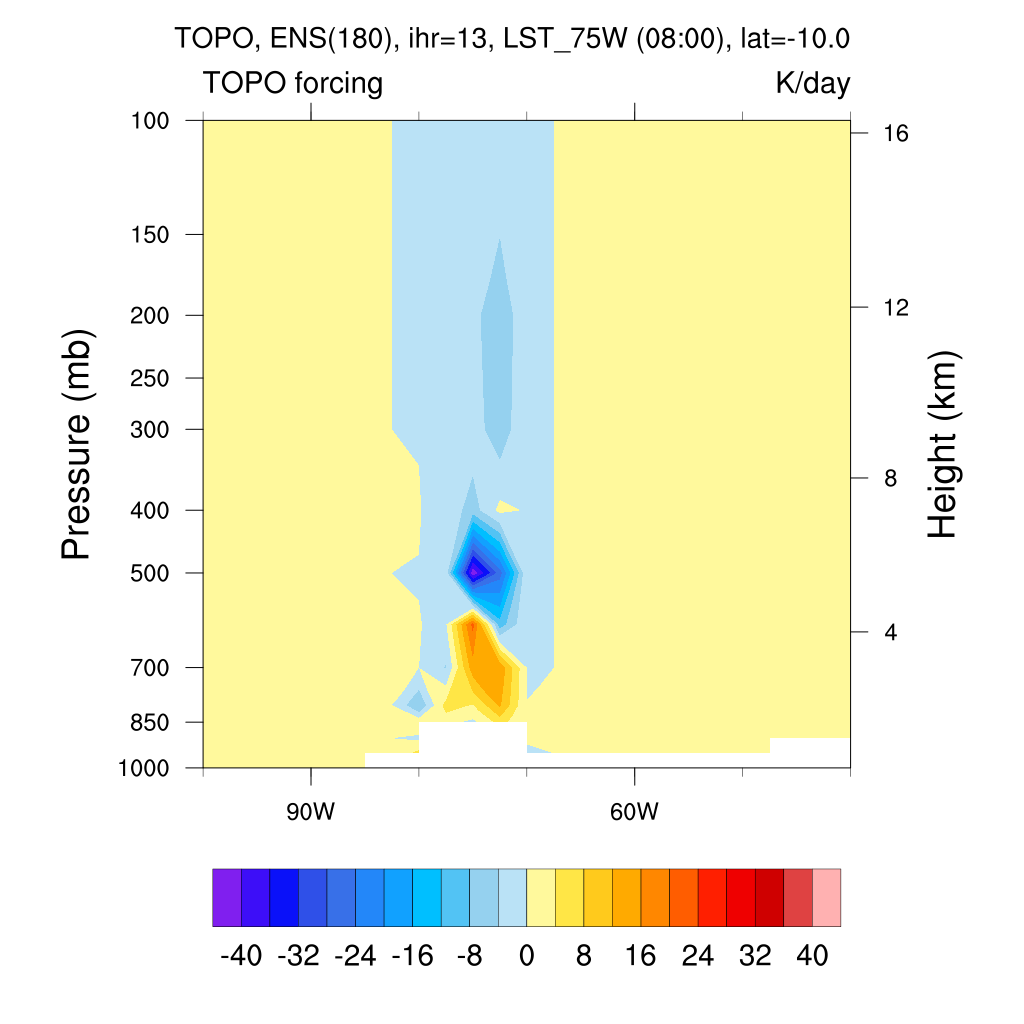 TOPO, ENS(180), ihr=13, LST_75W (08:00), lat=-10.0
TOPO forcing
K/day
100
150
200
250
300
400
500
700
850
1000
Pressure (mb)
16
12
8
4
Height (km)
90W
60W
-40 -32 -24 -16 -8 0 8 16 24 32 40